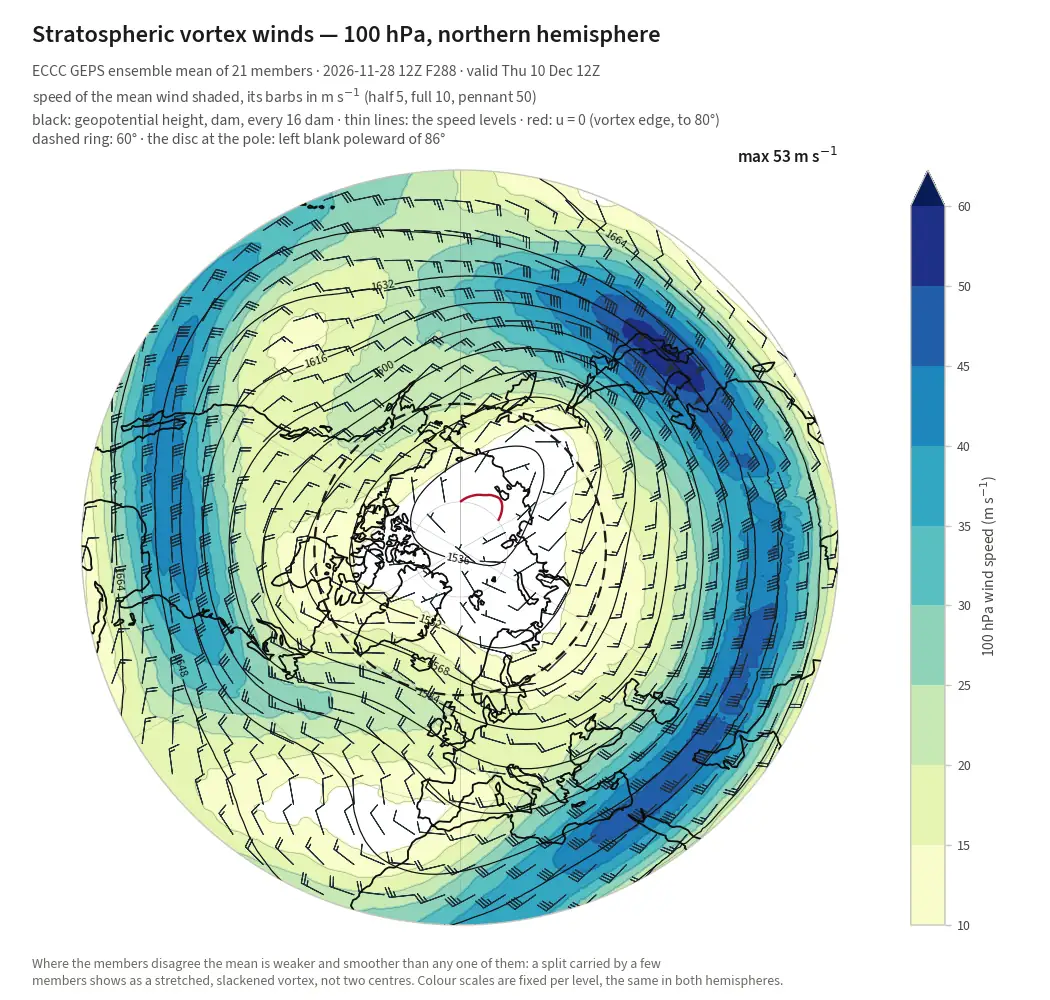 Stratospheric vortex winds — 100 hPa, northern hemisphere
ECCC GEPS ensemble mean of 21 members · 2026-11-28 12Z F288 · valid Thu 10 Dec 12Z
speed of the mean wind shaded, its barbs in m s⁻¹ (half 5, full 10, pennant 50)
black: geopotential height, dam, every 16 dam · thin lines: the speed levels · red: u = 0 (vortex edge, to 80°)
dashed ring: 60° · the disc at the pole: left blank poleward of 86°
max 53 m s⁻¹
60
50
45
40
35
30
25
20
15
10
100 hPa wind speed (m s⁻¹)
1664
1632
1616
1536
1664
1648
1568
Where the members disagree the mean is weaker and smoother than any one of them: a split carried by a few
members shows as a stretched, slackened vortex, not two centres. Colour scales are fixed per level, the same in both hemispheres.